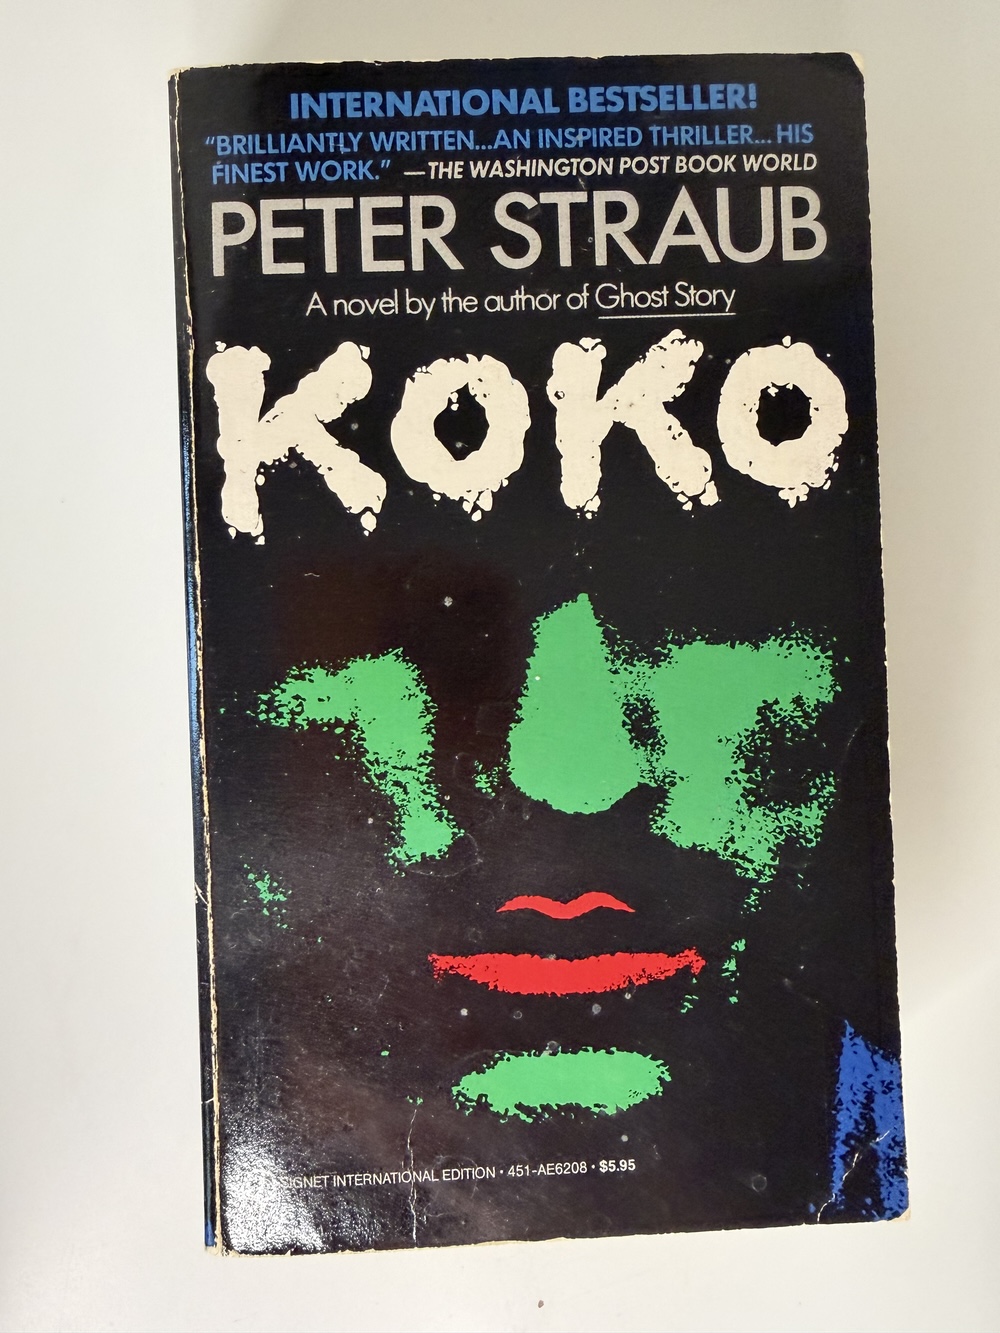 INTERNATIONAL BESTSELLER!
"BRILLIANTLY WRITTEN...AN INSPIRED THRILLER...HIS
FINEST WORK." —THE WASHINGTON POST BOOK WORLD
PETER STRAUB
A novel by the author of Ghost Story
KOKO
SIGNET INTERNATIONAL EDITION • 451-AE6208 • $5.95